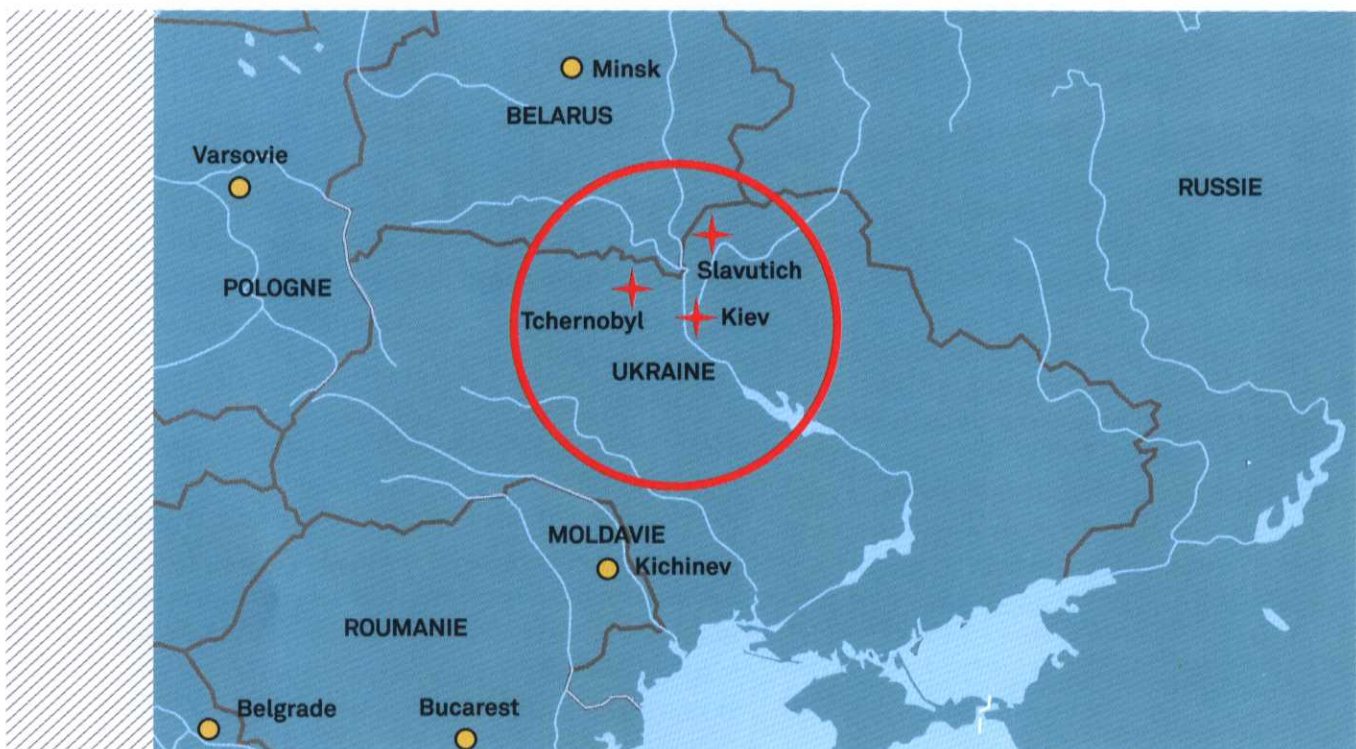 Minsk
BELARUS
Varsovie
RUSSIE
Slavutich
POLOGNE
Tchernobyl
Kiev
UKRAINE
MOLDAVIE
Kichinev
ROUMANIE
Belgrade
Bucarest